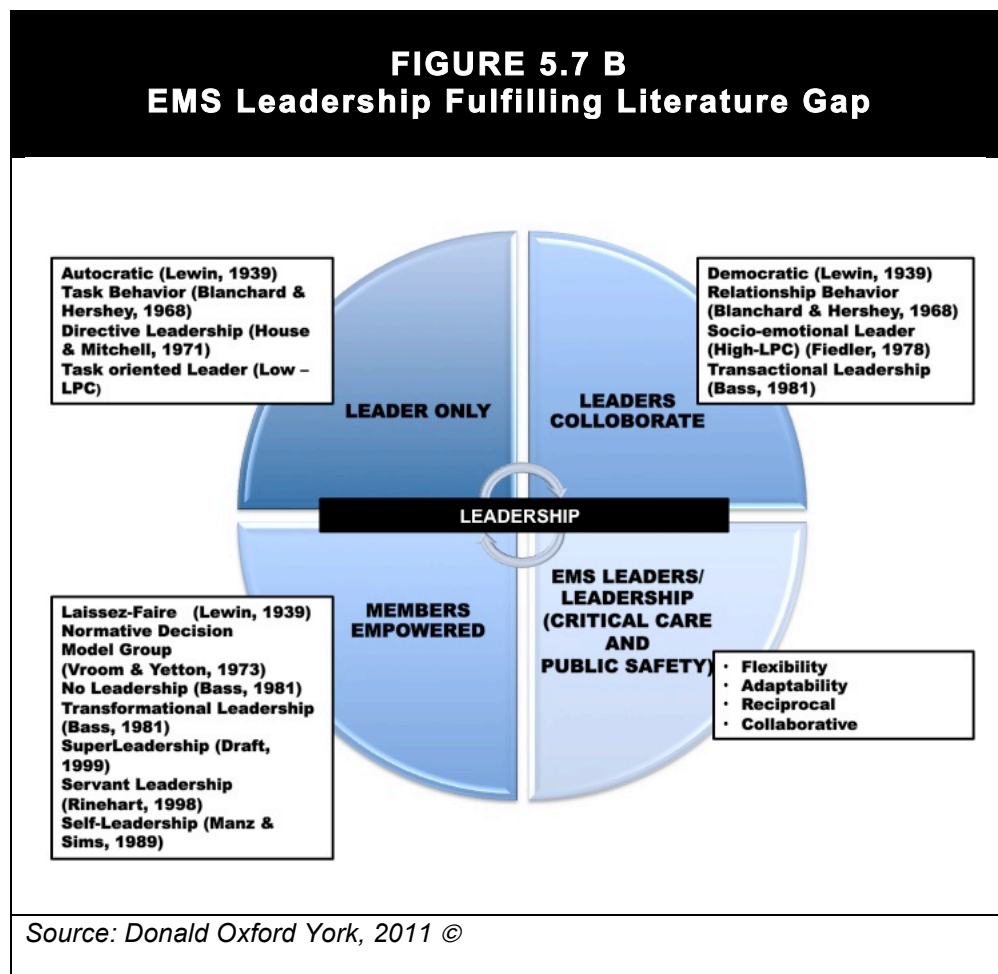 FIGURE 5.7 B
EMS Leadership Fulfilling Literature Gap
Autocratic (Lewin, 1939)
Task Behavior (Blanchard &
Hershey, 1968)
Directive Leadership (House
& Mitchell, 1971)
Task oriented Leader (Low –
LPC)
LEADER ONLY
Democratic (Lewin, 1939)
Relationship Behavior
(Blanchard & Hershey, 1968)
Socio-emotional Leader
(High-LPC) (Fiedler, 1978)
Transactional Leadership
(Bass, 1981)
LEADERS
COLLOBORATE
LEADERSHIP
Laissez-Faire (Lewin, 1939)
Normative Decision
Model Group
(Vroom & Yetton, 1973)
No Leadership (Bass, 1981)
Transformational Leadership
(Bass, 1981)
SuperLeadership (Draft,
1999)
Servant Leadership
(Rinehart, 1998)
Self-Leadership (Manz &
Sims, 1989)
MEMBERS
EMPOWERED
EMS LEADERS/
LEADERSHIP
(CRITICAL CARE
AND
PUBLIC SAFETY)
· Flexibility
· Adaptability
· Reciprocal
· Collaborative
Source: Donald Oxford York, 2011 ©